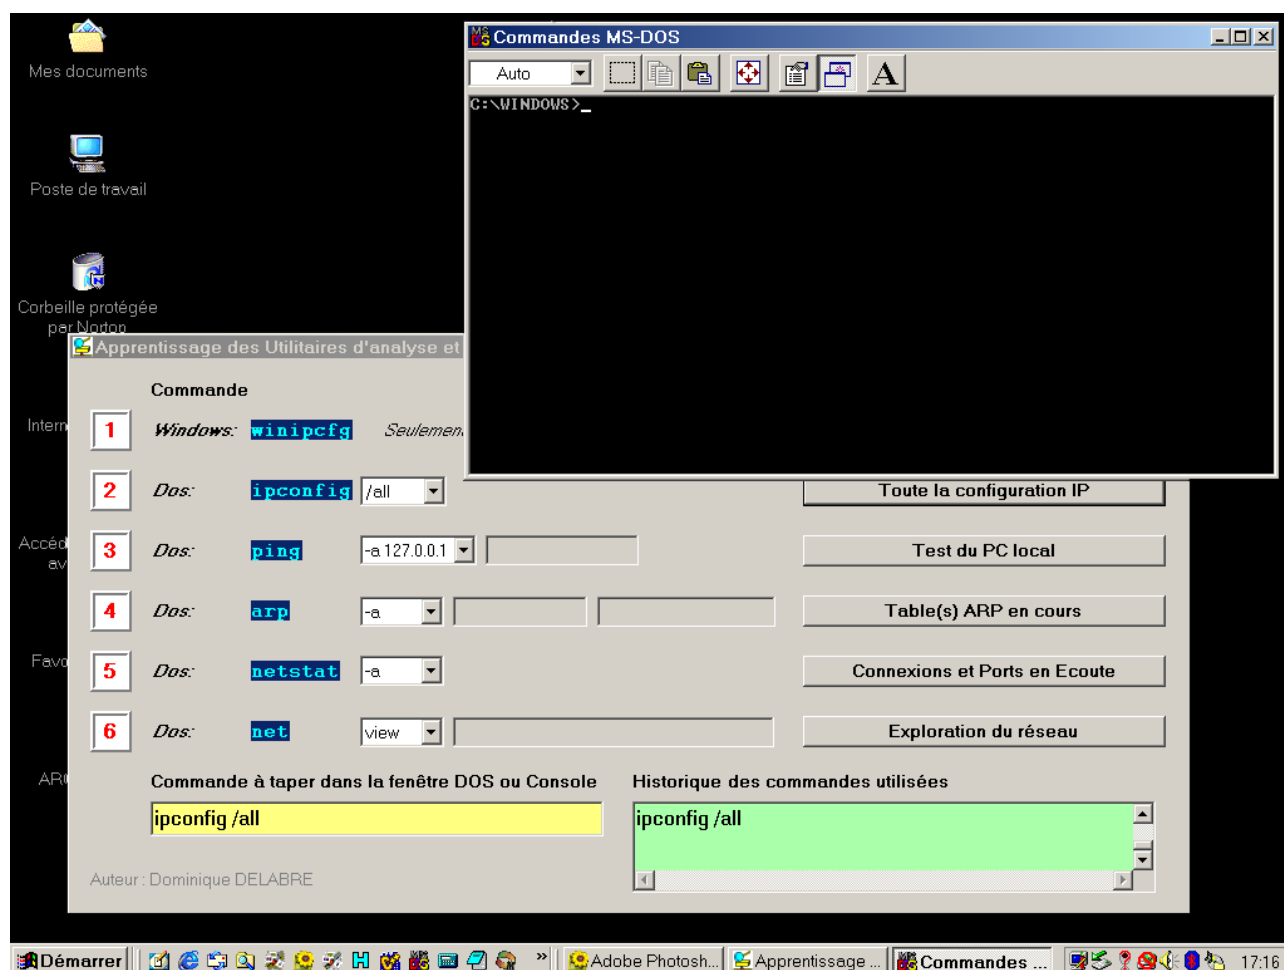 Mes documents
Poste de travail
Corbeille protégée
par Norton
Commandes MS-DOS
Auto
A
C:\WINDOWS>_
Apprentissage des Utilitaires d'analyse et
Commande
Intern
1 Windows: winipcfg Seulemen
2 Dos: ipconfig /all Toute la configuration IP
Accéd
av
3 Dos: ping -a 127.0.0.1 Test du PC local
4 Dos: arp -a Table(s) ARP en cours
Favo
5 Dos: netstat -a Connexions et Ports en Ecoute
6 Dos: net view Exploration du réseau
Commande à taper dans la fenêtre DOS ou Console
Historique des commandes utilisées
ipconfig /all
ipconfig /all
Auteur : Dominique DELABRE
Démarrer
»
Adobe Photosh...
Apprentissage ...
Commandes ...
17:16